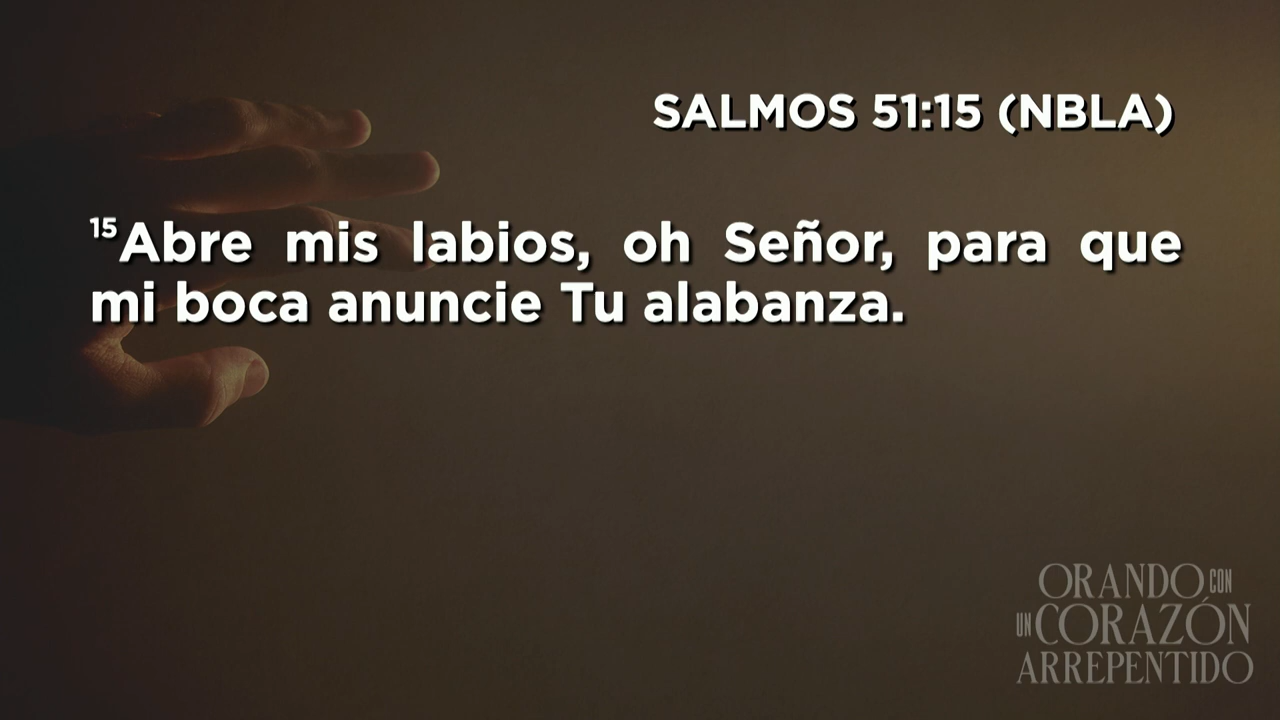 SALMOS 51:15 (NBLA)
15Abre mis labios, oh Señor, para que
mi boca anuncie Tu alabanza.
ORANDO CON
UN CORAZÓN
ARREPENTIDO